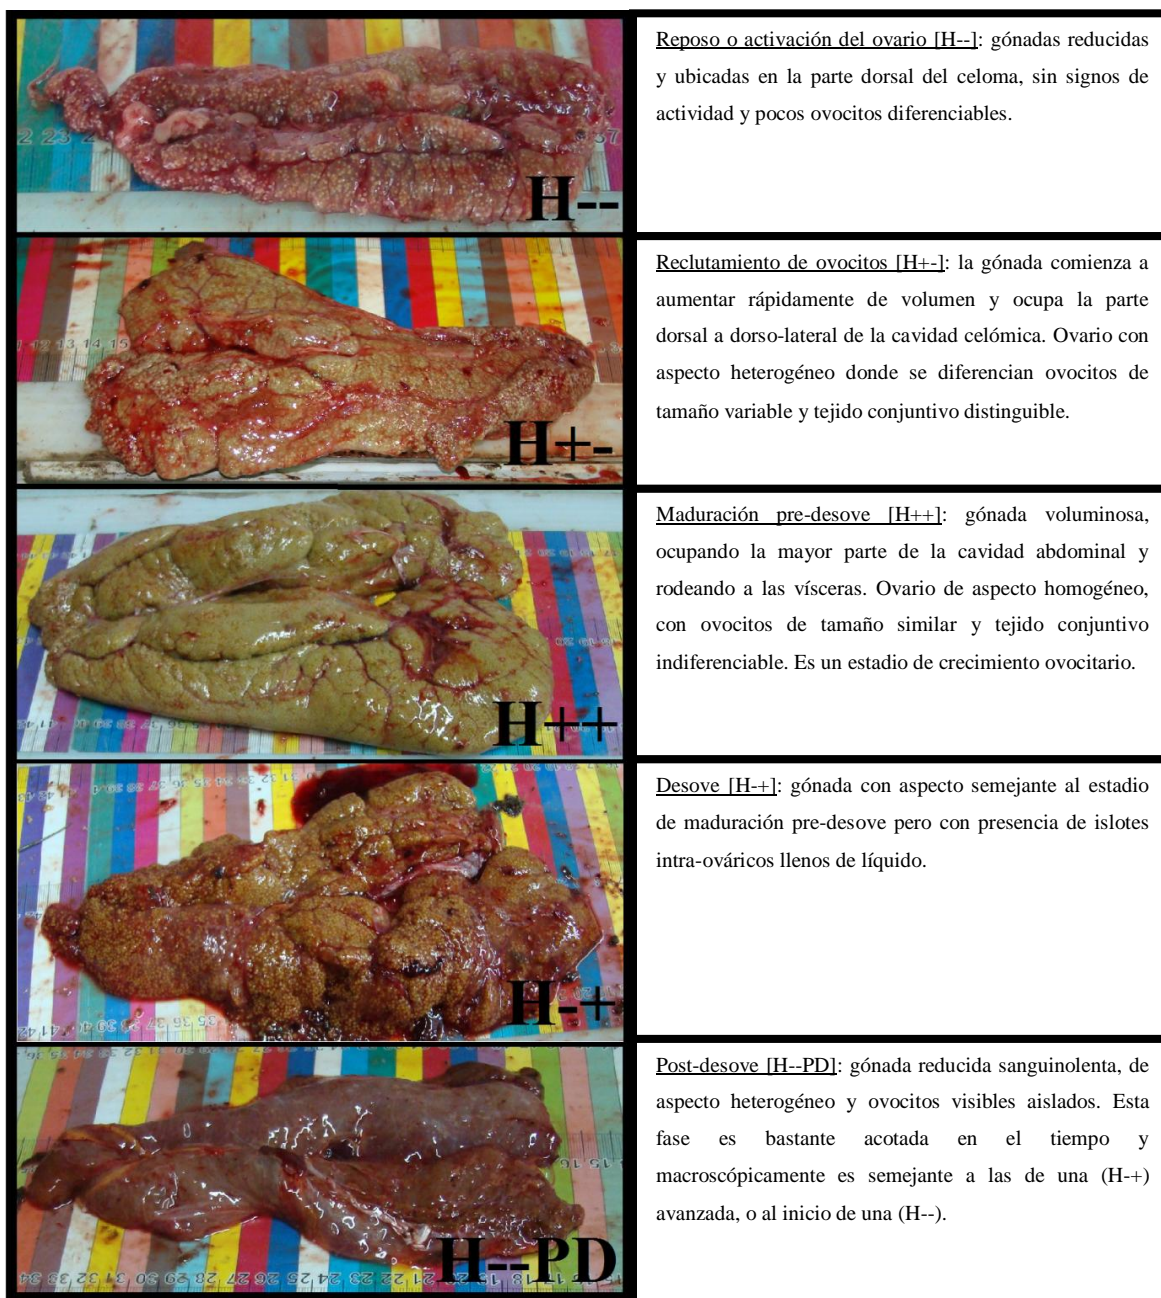 H--
Reposo o activación del ovario [H--]: gónadas reducidas
y ubicadas en la parte dorsal del celoma, sin signos de
actividad y pocos ovocitos diferenciables.
H+-
Reclutamiento de ovocitos [H+-]: la gónada comienza a
aumentar rápidamente de volumen y ocupa la parte
dorsal a dorso-lateral de la cavidad celómica. Ovario con
aspecto heterogéneo donde se diferencian ovocitos de
tamaño variable y tejido conjuntivo distinguible.
H++
Maduración pre-desove [H++]: gónada voluminosa,
ocupando la mayor parte de la cavidad abdominal y
rodeando a las vísceras. Ovario de aspecto homogéneo,
con ovocitos de tamaño similar y tejido conjuntivo
indiferenciable. Es un estadio de crecimiento ovocitario.
H-+
Desove [H-+]: gónada con aspecto semejante al estadio
de maduración pre-desove pero con presencia de islotes
intra-ováricos llenos de líquido.
H--PD
Post-desove [H--PD]: gónada reducida sanguinolenta, de
aspecto heterogéneo y ovocitos visibles aislados. Esta
fase es bastante acotada en el tiempo y
macroscópicamente es semejante a las de una (H-+)
avanzada, o al inicio de una (H--).